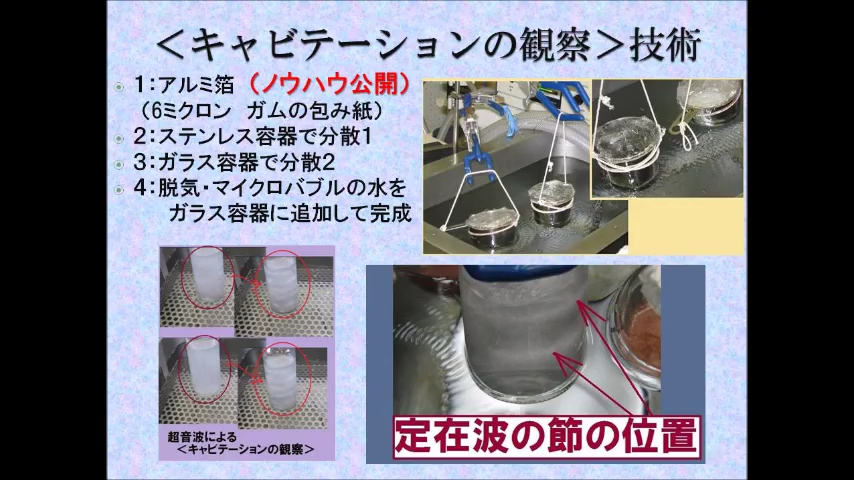 ＜キャビテーションの観察＞技術
1：アルミ箔 （ノウハウ公開）
（6ミクロン ガムの包み紙）
2：ステンレス容器で分散1
3：ガラス容器で分散2
4：脱気・マイクロバブルの水を
ガラス容器に追加して完成
超音波による
＜キャビテーションの観察＞
定在波の節の位置